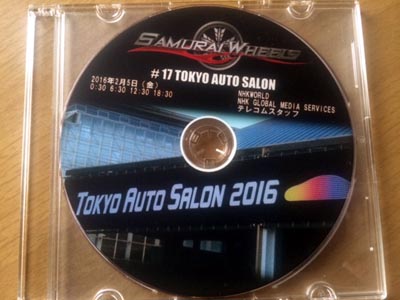 SAMURAI WHEELS
#17 TOKYO AUTO SALON
2016年2月5日（金）
0:30 6:30 12:30 18:30
NHKWORLD
NHK GLOBAL MEDIA SERVICES
テレコムスタッフ
TOKYO AUTO SALON 2016